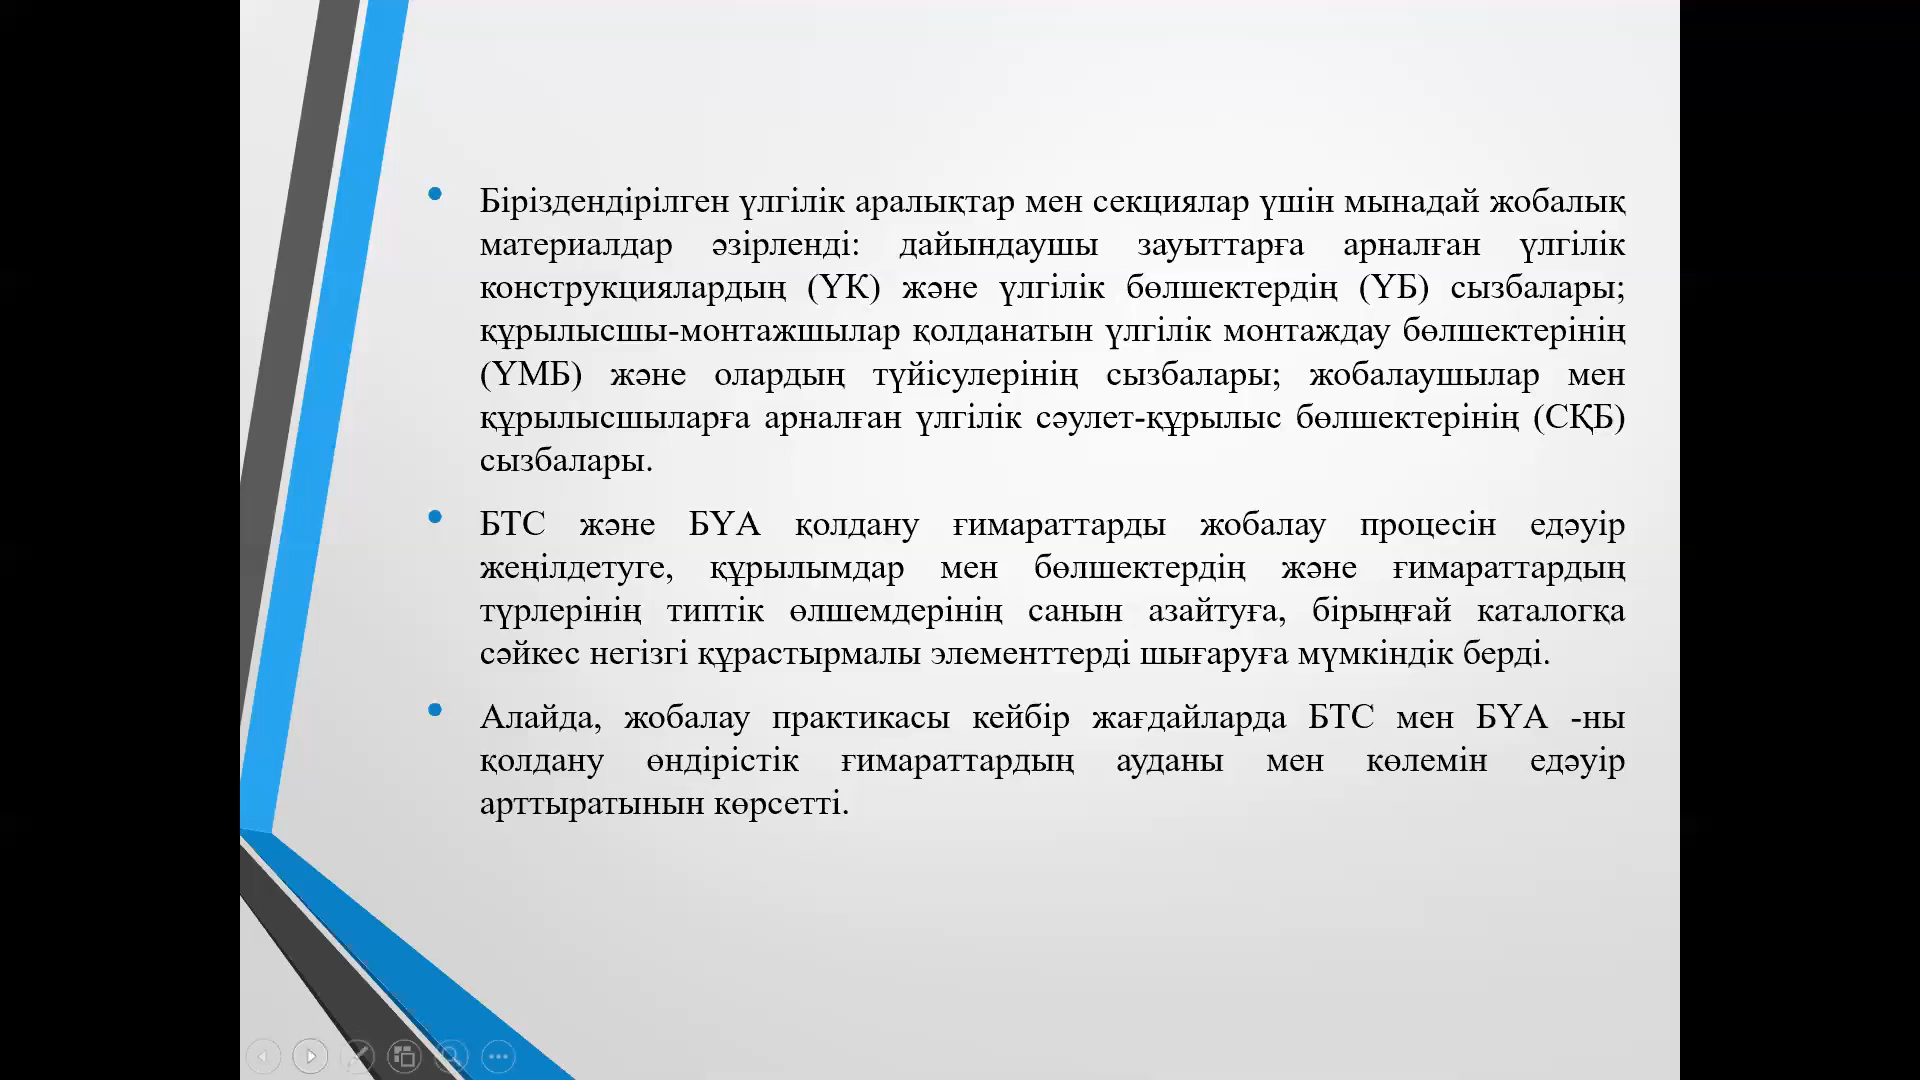 Біріздендірілген үлгілік аралықтар мен секциялар үшін мынадай жобалық
материалдар әзірленді: дайындаушы зауыттарға арналған үлгілік
конструкциялардың (ҮК) және үлгілік бөлшектердің (ҮБ) сызбалары;
құрылысшы-монтажшылар қолданатын үлгілік монтаждау бөлшектерінің
(ҮМБ) және олардың түйісулерінің сызбалары; жобалаушылар мен
құрылысшыларға арналған үлгілік сәулет-құрылыс бөлшектерінің (СҚБ)
сызбалары.
БТС және БҮА қолдану ғимараттарды жобалау процесін едәуір
жеңілдетуге, құрылымдар мен бөлшектердің және ғимараттардың
түрлерінің типтік өлшемдерінің санын азайтуға, бірыңғай каталогқа
сәйкес негізгі құрастырмалы элементтерді шығаруға мүмкіндік берді.
Алайда, жобалау практикасы кейбір жағдайларда БТС мен БҮА -ны
қолдану өндірістік ғимараттардың ауданы мен көлемін едәуір
арттыратынын көрсетті.